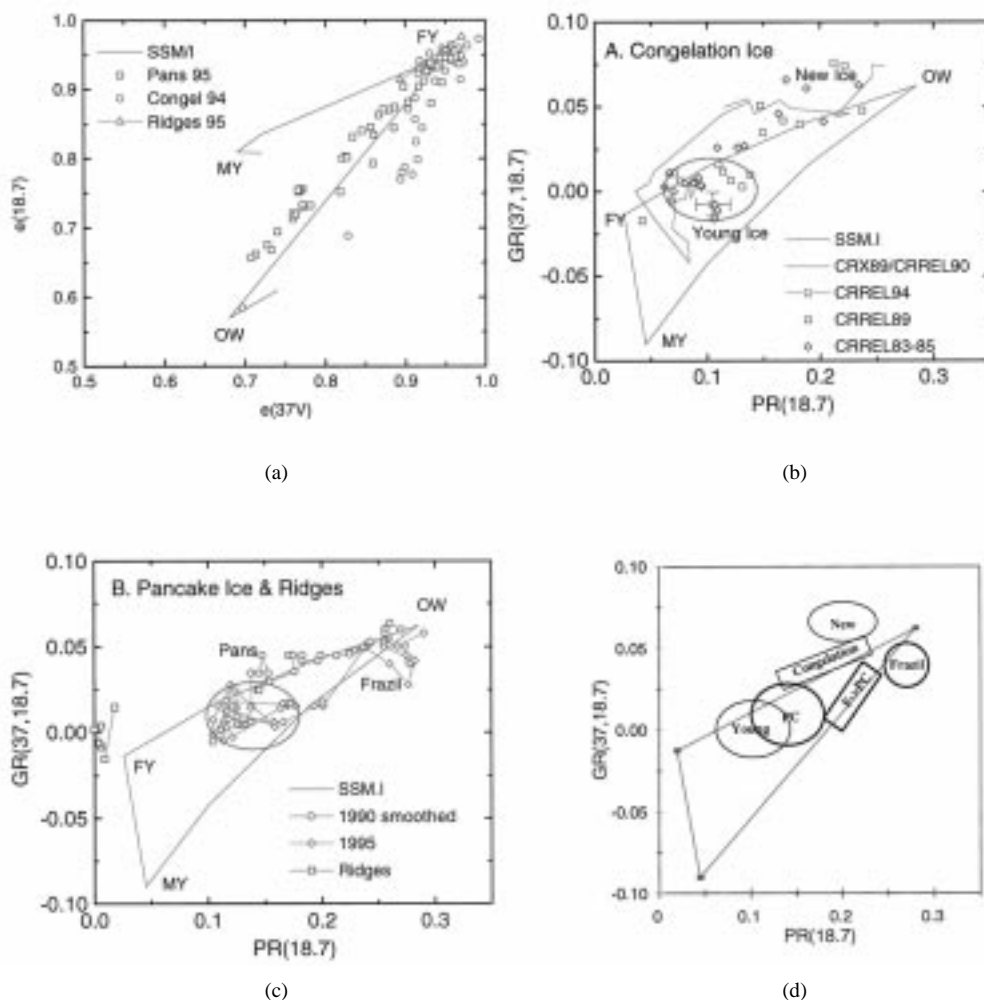 1.0
0.9
0.8
0.7
0.6
0.5
e(18.7)
SSM/I
Pans 95
Congel 94
Ridges 95
FY
MY
OW
0.5 0.6 0.7 0.8 0.9 1.0
e(37V)
(a)
0.10
0.05
0.00
-0.05
-0.10
GR(37,18.7)
A. Congelation Ice
New Ice
OW
FY
Young Ice
MY
SSM.I
CRX89/CRREL90
CRREL94
CRREL89
CRREL83-85
0.0 0.1 0.2 0.3
PR(18.7)
(b)
0.10
0.05
0.00
-0.05
-0.10
GR(37,18.7)
B. Pancake Ice & Ridges
OW
Pans
Frazil
FY
MY
SSM.I
1990 smoothed
1995
Ridges
0.0 0.1 0.2 0.3
PR(18.7)
(c)
0.10
0.05
0.00
-0.05
-0.10
GR(37,18.7)
New
Congelation
Frazil
PC
Young
0 0.1 0.2 0.3
PR(18.7)
(d)